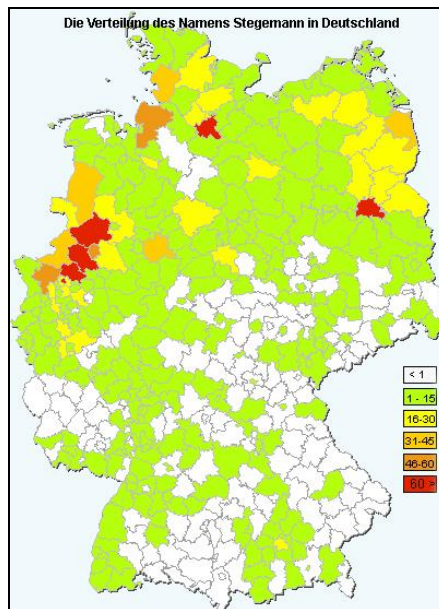 Die Verteilung des Namens Stegemann in Deutschland
< 1
1 - 15
16-30
31-45
46-60
60 >